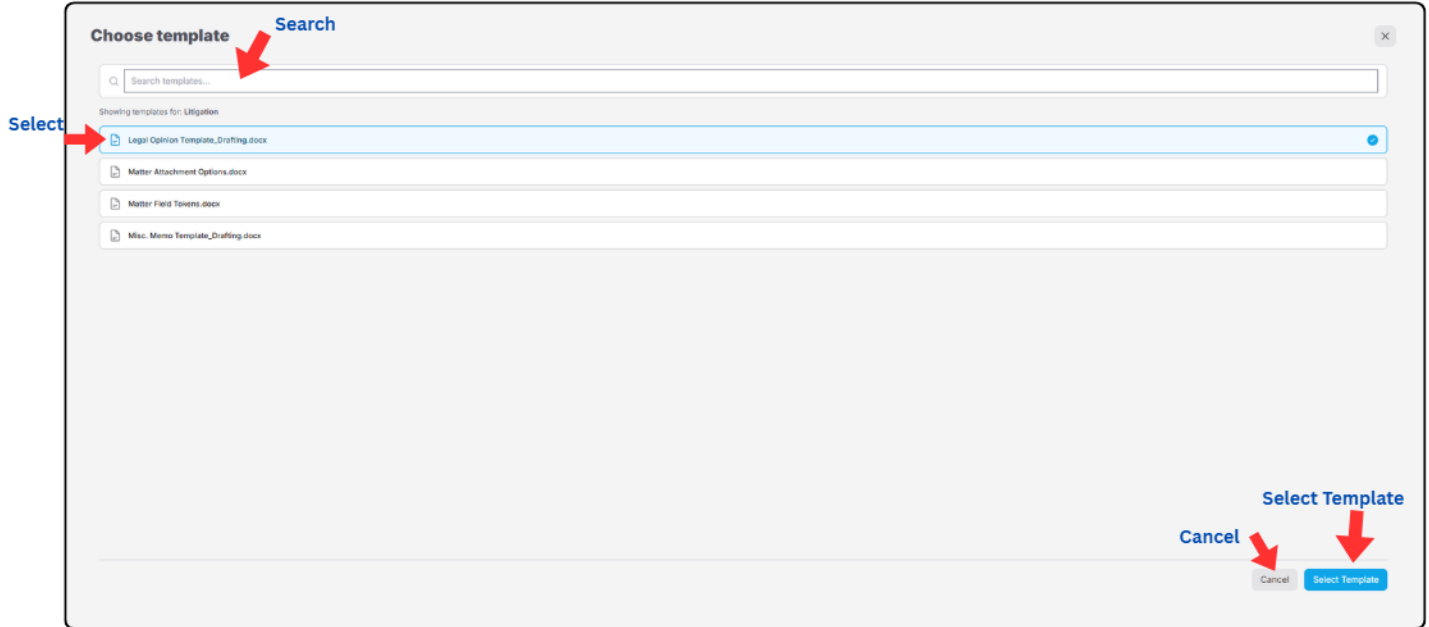 Search
Choose template
Search templates...
Showing templates for: Litigation
Select
Legal Opinion Template_Drafting.docx
Matter Attachment Options.docx
Matter Field Tokens.docx
Misc. Memo Template_Drafting.docx
Select Template
Cancel
Cancel
Select Template